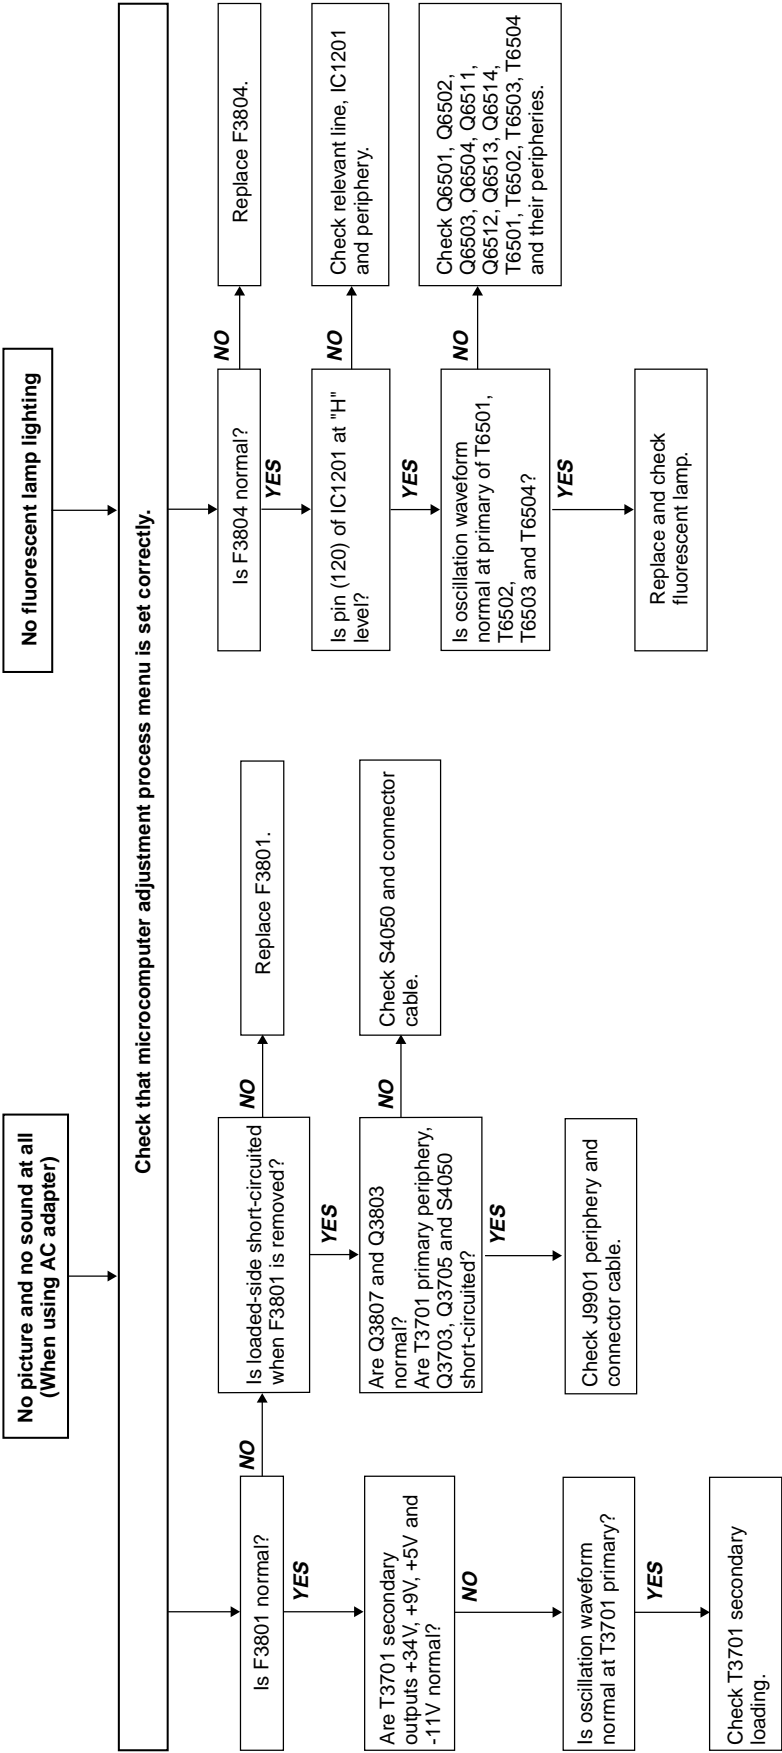 No picture and no sound at all
(When using AC adapter)
No fluorescent lamp lighting
Check that microcomputer adjustment process menu is set correctly.
Is F3801 normal?
NO
YES
Is loaded-side short-circuited
when F3801 is removed?
NO
Replace F3801.
YES
Are T3701 secondary
outputs +34V, +9V, +5V and
-11V normal?
NO
Are Q3807 and Q3803
normal?
Are T3701 primary periphery,
Q3703, Q3705 and S4050
short-circuited?
NO
Check S4050 and connector
cable.
YES
Is oscillation waveform
normal at T3701 primary?
YES
Check J9901 periphery and
connector cable.
Check T3701 secondary
loading.
Is F3804 normal?
NO
Replace F3804.
YES
Is pin (120) of IC1201 at "H"
level?
NO
Check relevant line, IC1201
and periphery.
YES
Is oscillation waveform
normal at primary of T6501,
T6502,
T6503 and T6504?
NO
Check Q6501, Q6502,
Q6503, Q6504, Q6511,
Q6512, Q6513, Q6514,
T6501, T6502, T6503, T6504
and their peripheries.
YES
Replace and check
fluorescent lamp.